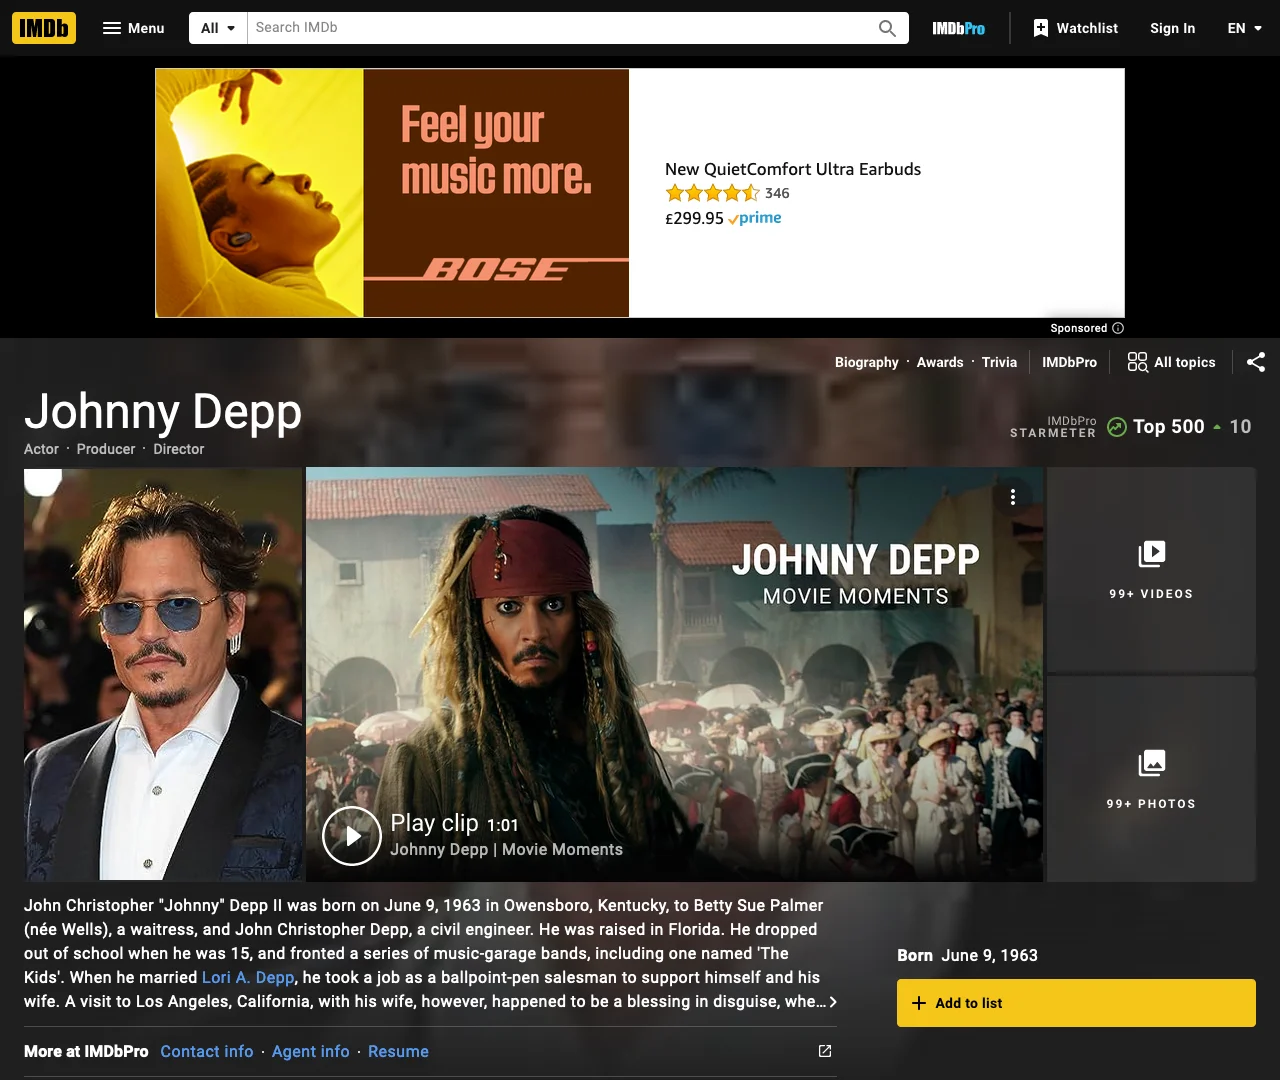 IMDb
Menu
All
Search IMDb
IMDbPro
Watchlist
Sign In
EN
Feel your
music more.
BOSE
New QuietComfort Ultra Earbuds
346
£299.95 prime
Sponsored
Biography · Awards · Trivia
IMDbPro
All topics
Johnny Depp
Actor · Producer · Director
IMDbPro
STARMETER
Top 500
10
JOHNNY DEPP
MOVIE MOMENTS
99+ VIDEOS
99+ PHOTOS
Play clip 1:01
Johnny Depp | Movie Moments
John Christopher "Johnny" Depp II was born on June 9, 1963 in Owensboro, Kentucky, to Betty Sue Palmer
(née Wells), a waitress, and John Christopher Depp, a civil engineer. He was raised in Florida. He dropped
out of school when he was 15, and fronted a series of music-garage bands, including one named 'The
Kids'. When he married Lori A. Depp, he took a job as a ballpoint-pen salesman to support himself and his
wife. A visit to Los Angeles, California, with his wife, however, happened to be a blessing in disguise, whe...
Born June 9, 1963
Add to list
More at IMDbPro
Contact info · Agent info · Resume